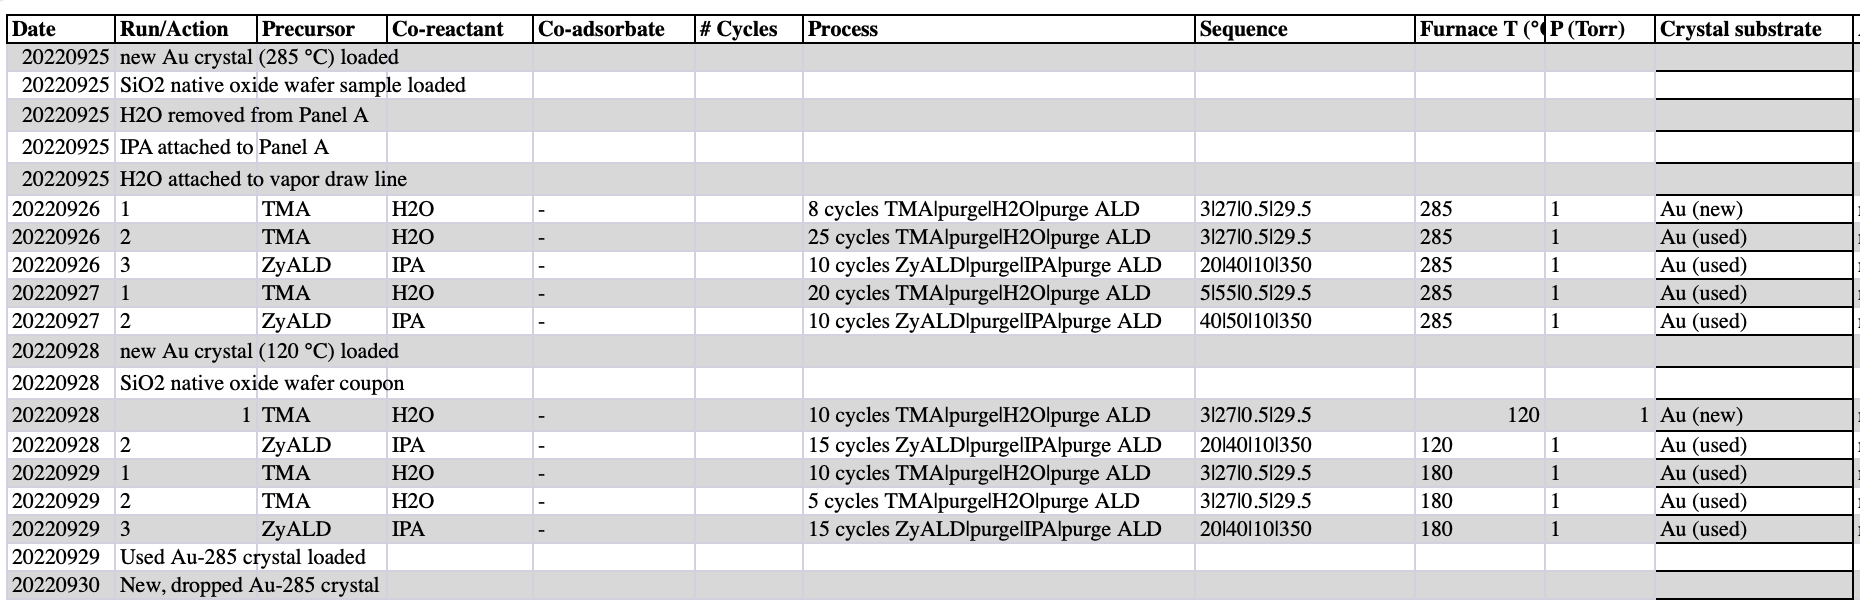 Date Run/Action Precursor Co-reactant Co-adsorbate # Cycles Process Sequence Furnace T (° P (Torr) Crystal substrate
20220925 new Au crystal (285 °C) loaded
20220925 SiO2 native oxide wafer sample loaded
20220925 H2O removed from Panel A
20220925 IPA attached to Panel A
20220925 H2O attached to vapor draw line
20220926 1 TMA H2O - 8 cycles TMA|purge|H2O|purge ALD 3|27|0.5|29.5 285 1 Au (new)
20220926 2 TMA H2O - 25 cycles TMA|purge|H2O|purge ALD 3|27|0.5|29.5 285 1 Au (used)
20220926 3 ZyALD IPA - 10 cycles ZyALD|purge|IPA|purge ALD 20|40|10|350 285 1 Au (used)
20220927 1 TMA H2O - 20 cycles TMA|purge|H2O|purge ALD 5|55|0.5|29.5 285 1 Au (used)
20220927 2 ZyALD IPA - 10 cycles ZyALD|purge|IPA|purge ALD 40|50|10|350 285 1 Au (used)
20220928 new Au crystal (120 °C) loaded
20220928 SiO2 native oxide wafer coupon
20220928 1 TMA H2O - 10 cycles TMA|purge|H2O|purge ALD 3|27|0.5|29.5 120 1 Au (new)
20220928 2 ZyALD IPA - 15 cycles ZyALD|purge|IPA|purge ALD 20|40|10|350 120 1 Au (used)
20220929 1 TMA H2O - 10 cycles TMA|purge|H2O|purge ALD 3|27|0.5|29.5 180 1 Au (used)
20220929 2 TMA H2O - 5 cycles TMA|purge|H2O|purge ALD 3|27|0.5|29.5 180 1 Au (used)
20220929 3 ZyALD IPA - 15 cycles ZyALD|purge|IPA|purge ALD 20|40|10|350 180 1 Au (used)
20220929 Used Au-285 crystal loaded
20220930 New, dropped Au-285 crystal